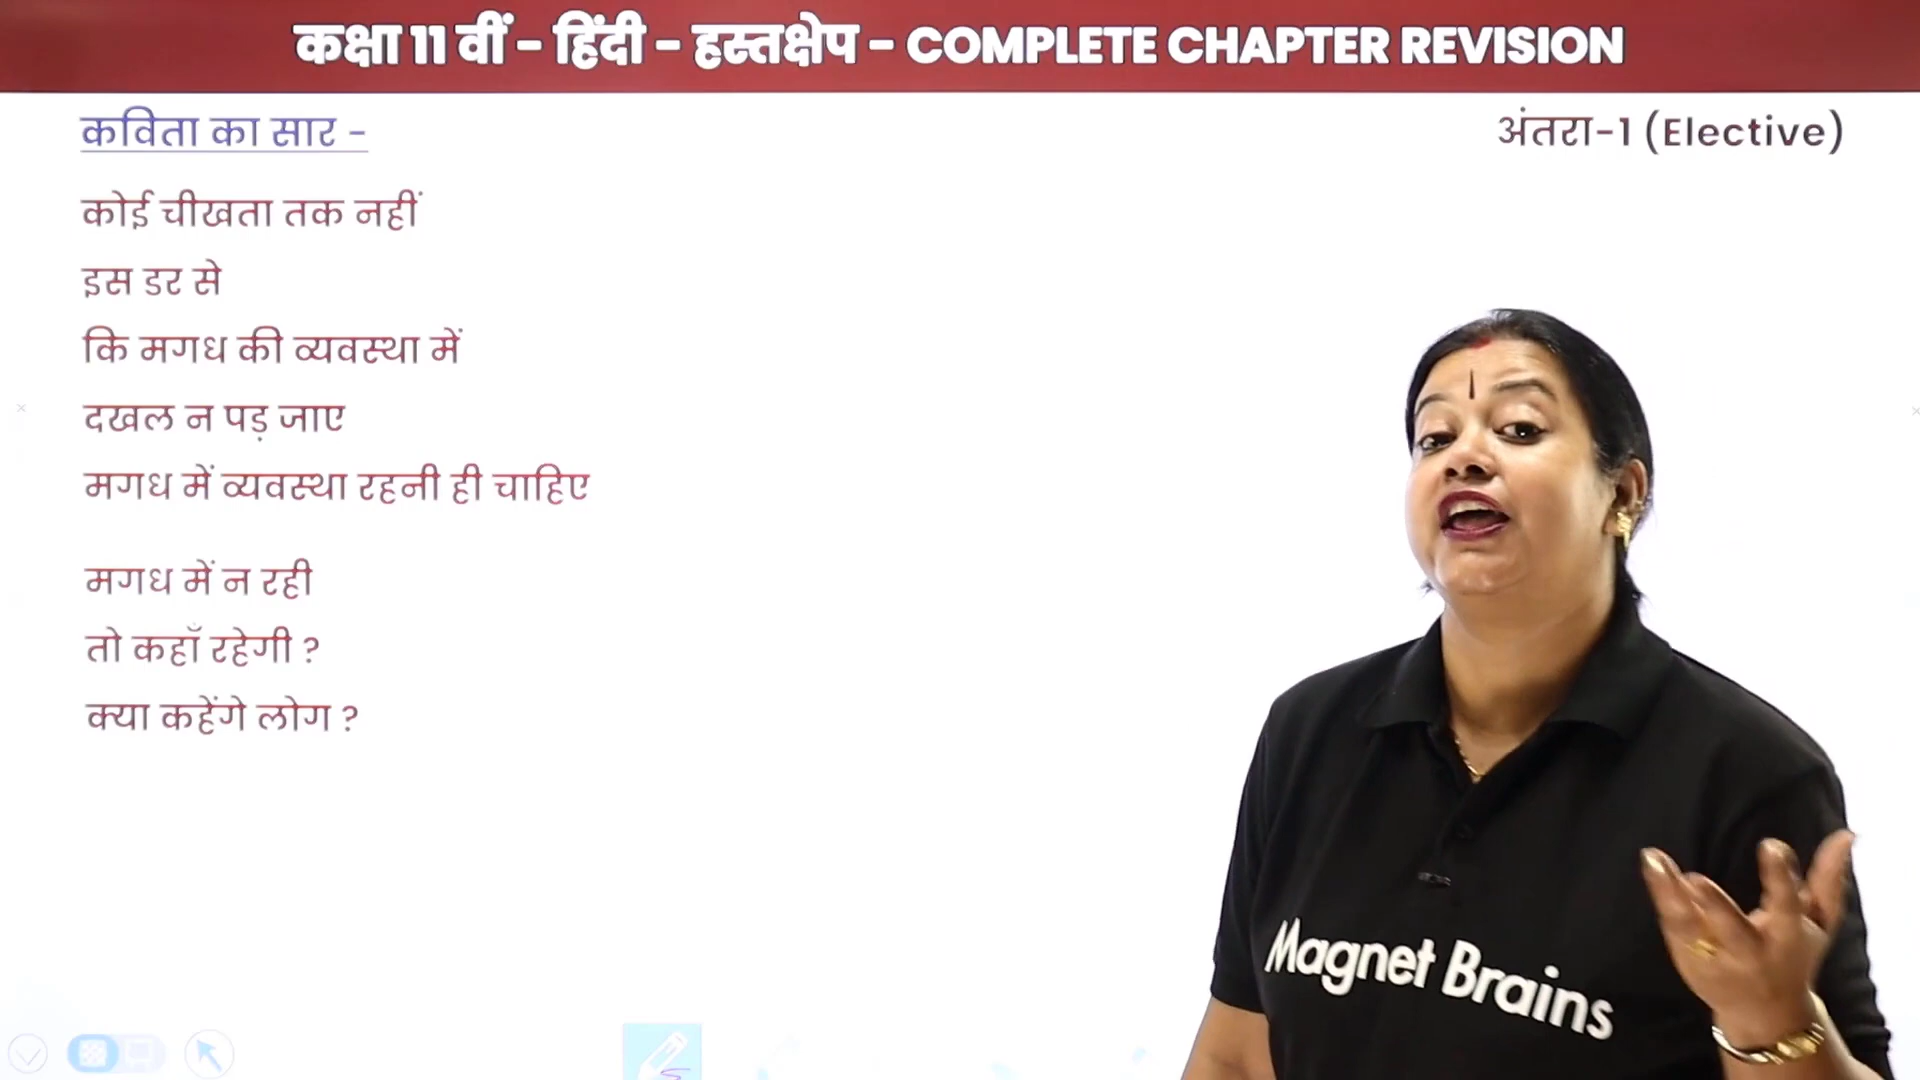 कक्षा 11 वीं - हिंदी - हस्तक्षेप - COMPLETE CHAPTER REVISION
कविता का सार -
अंतरा-1 (Elective)
कोई चीखता तक नहीं
इस डर से
कि मगध की व्यवस्था में
दखल न पड़ जाए
मगध में व्यवस्था रहनी ही चाहिए
मगध में न रही
तो कहाँ रहेगी ?
क्या कहेंगे लोग ?
Magnet Brains